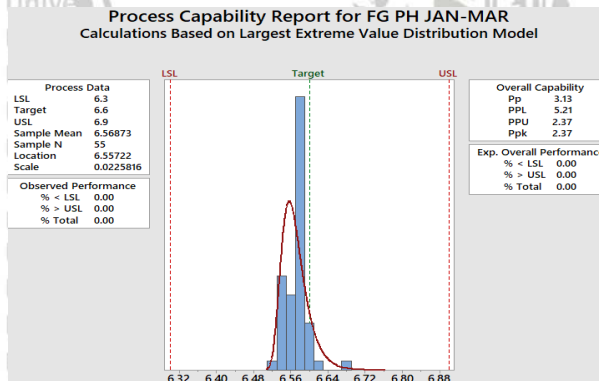 Process Capability Report for FG PH JAN-MAR
Calculations Based on Largest Extreme Value Distribution Model
LSL Target USL
Process Data
LSL 6.3
Target 6.6
USL 6.9
Sample Mean 6.56873
Sample N 55
Location 6.55722
Scale 0.0225816
Observed Performance
% < LSL 0.00
% > USL 0.00
% Total 0.00
Overall Capability
Pp 3.13
PPL 5.21
PPU 2.37
Ppk 2.37
Exp. Overall Performance
% < LSL 0.00
% > USL 0.00
% Total 0.00
6.32 6.40 6.48 6.56 6.64 6.72 6.80 6.88